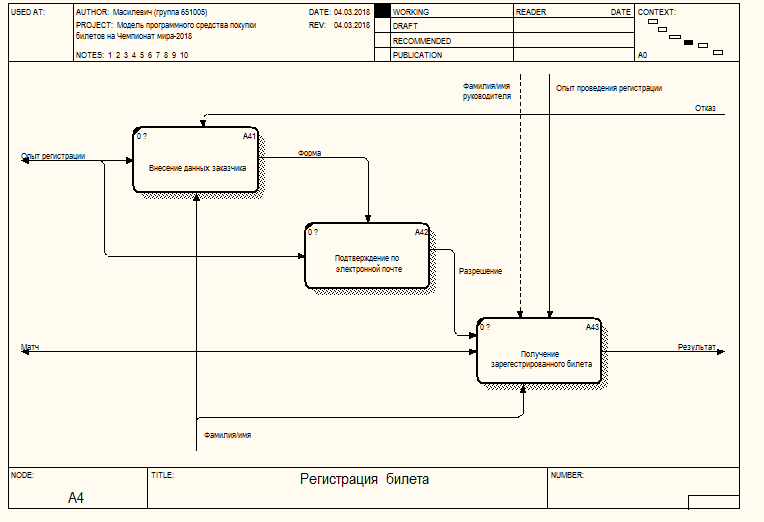 USED AT:
AUTHOR: Масилевич (группа 651005)
DATE: 04.03.2018
PROJECT: Модель программного средства покупки
билетов на Чемпионат мира-2018
REV: 04.03.2018
NOTES: 1 2 3 4 5 6 7 8 9 10
WORKING
DRAFT
RECOMMENDED
PUBLICATION
READER
DATE
CONTEXT:
A0
Фамилия/имя
руководителя
Опыт проведения регистрации
Отказ
0 ?
A41
Внесение данных заказчика
Опыт регистрации
Форма
0 ?
A42
Подтверждение по
электронной почте
Разрешение
0 ?
A43
Получение
зарегестрированного билета
Матч
Результат
Фамилия/имя
NODE:
A4
TITLE:
Регистрация билета
NUMBER: